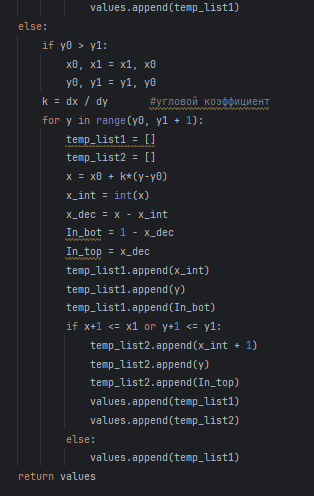 values.append(temp_list1)
else:
if y0 > y1:
x0, x1 = x1, x0
y0, y1 = y1, y0
k = dx / dy #угловой коэффициент
for y in range(y0, y1 + 1):
temp_list1 = []
temp_list2 = []
x = x0 + k*(y-y0)
x_int = int(x)
x_dec = x - x_int
In_bot = 1 - x_dec
In_top = x_dec
temp_list1.append(x_int)
temp_list1.append(y)
temp_list1.append(In_bot)
if x+1 <= x1 or y+1 <= y1:
temp_list2.append(x_int + 1)
temp_list2.append(y)
temp_list2.append(In_top)
values.append(temp_list1)
values.append(temp_list2)
else:
values.append(temp_list1)
return values